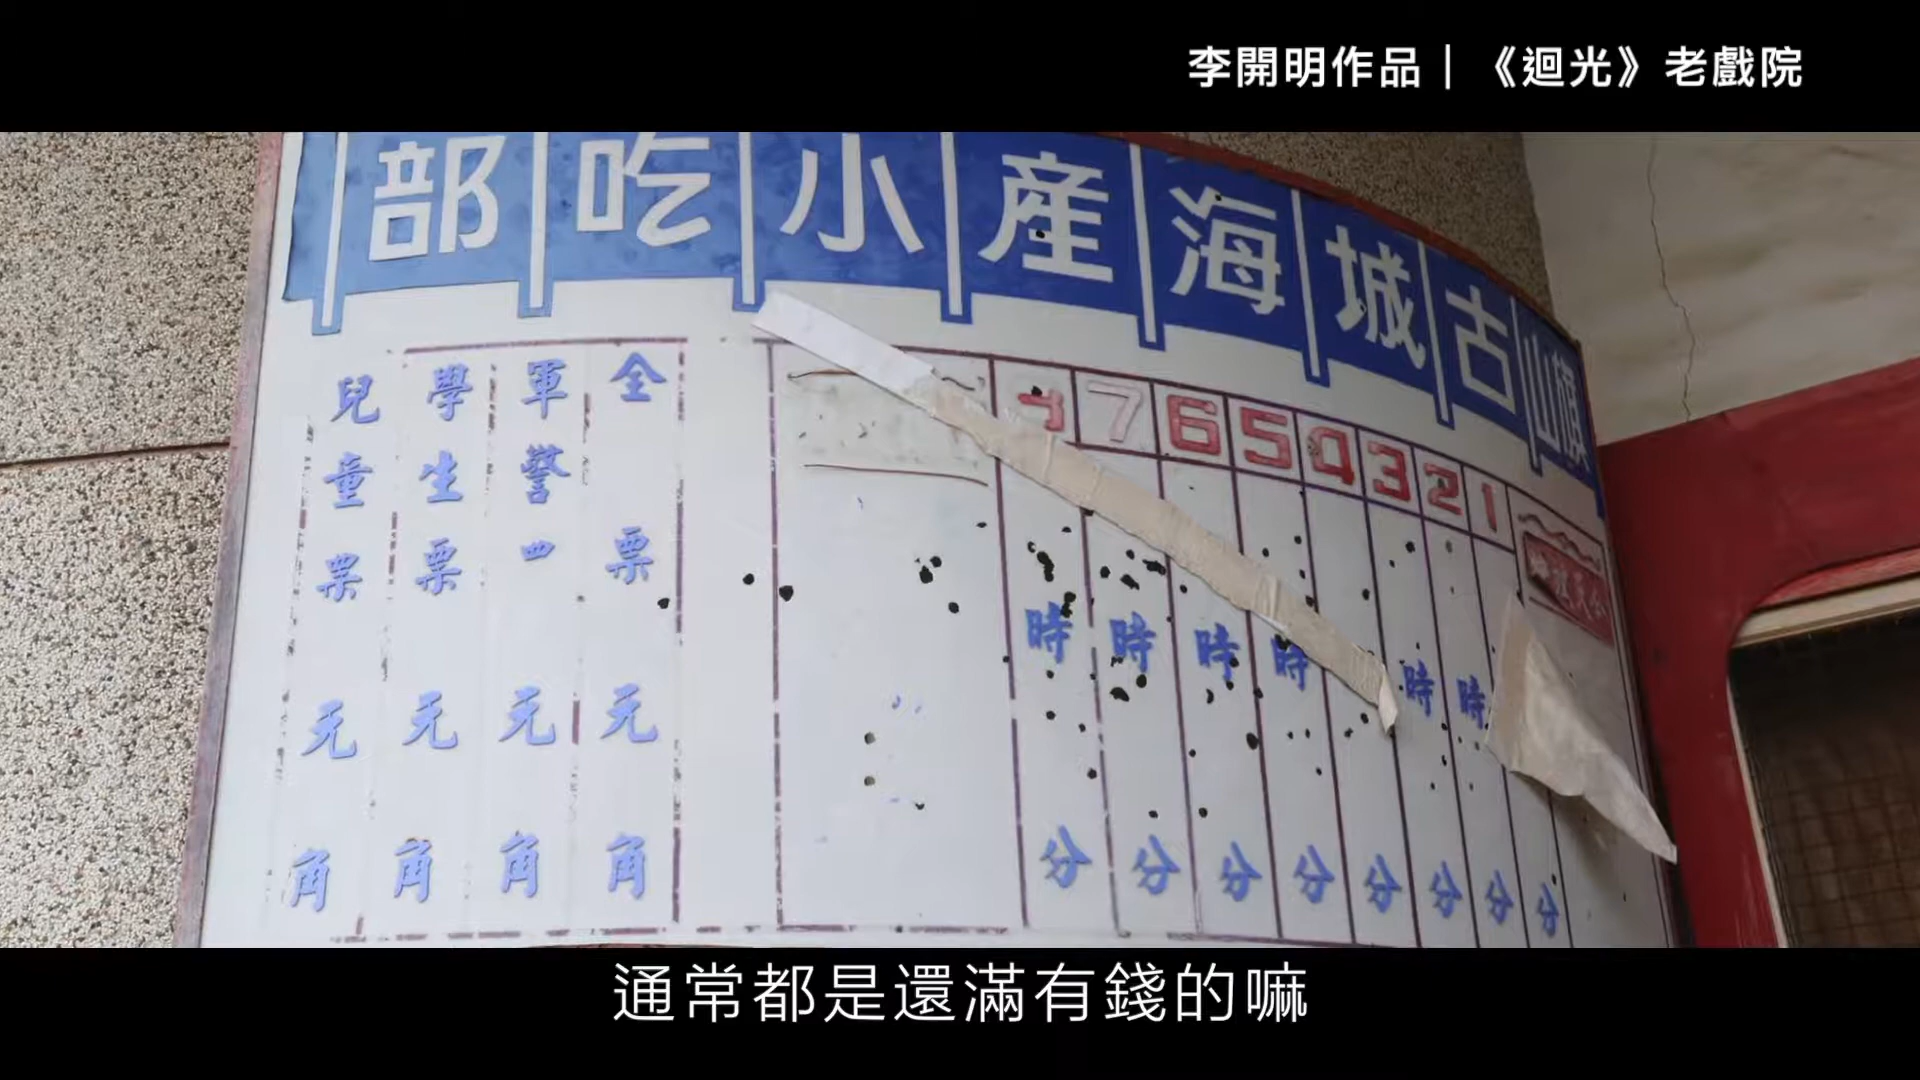 李開明作品｜《迴光》老戲院
旗山古城海產小吃部
1 2 3 4 5 6 7 8
時 時 時 時 時 時
分 分 分 分 分 分 分 分
全票 元 角
軍警 元 角
學生票 元 角
兒童票 元 角
通常都是還滿有錢的嘛